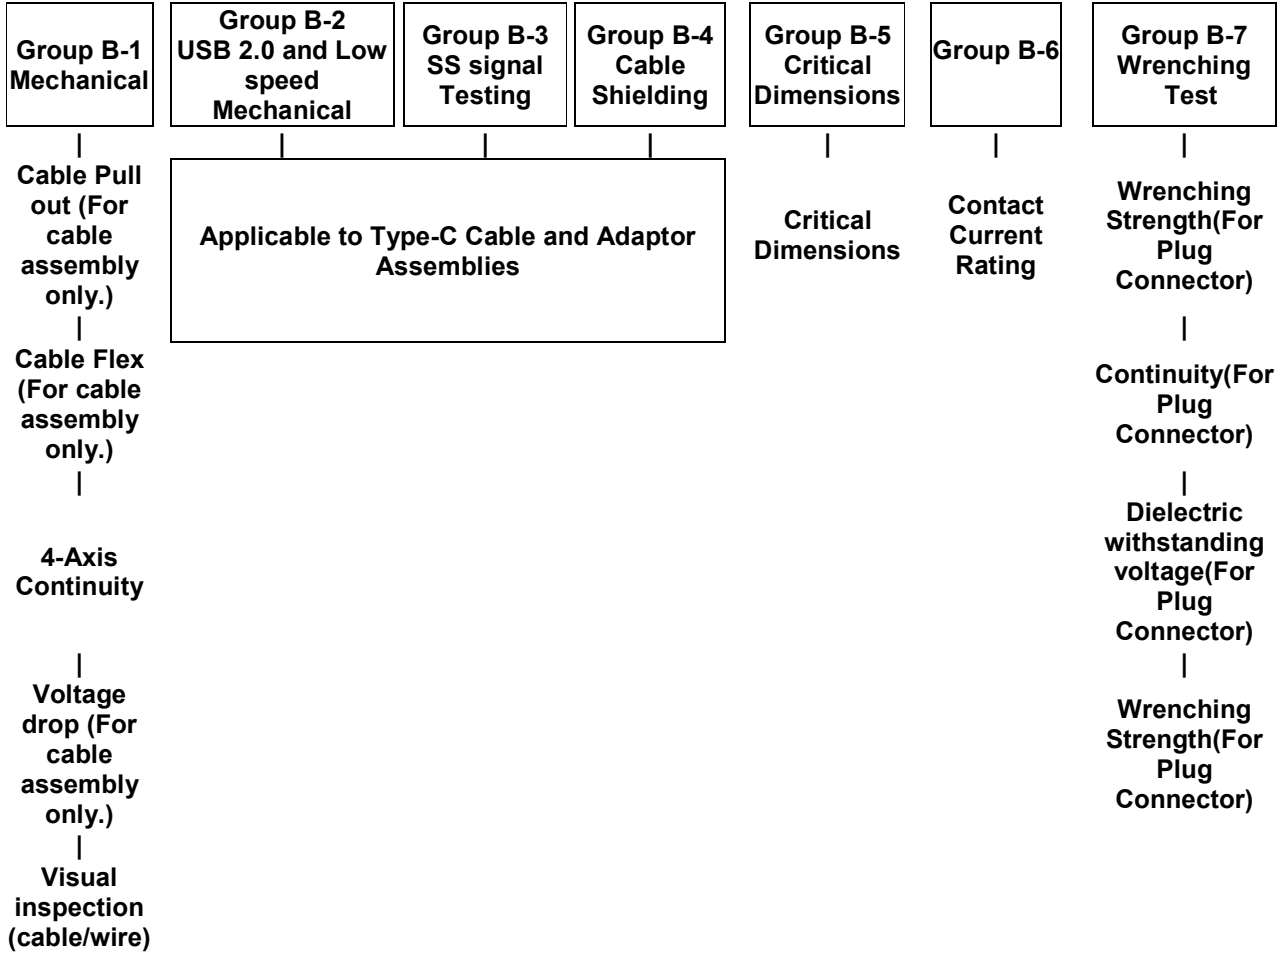 Group B-1
Mechanical
Group B-2
USB 2.0 and Low
speed
Mechanical
Group B-3
SS signal
Testing
Group B-4
Cable
Shielding
Group B-5
Critical
Dimensions
Group B-6
Group B-7
Wrenching
Test
Cable Pull
out (For
cable
assembly
only.)
Cable Flex
(For cable
assembly
only.)
4-Axis
Continuity
Voltage
drop (For
cable
assembly
only.)
Visual
inspection
(cable/wire)
Applicable to Type-C Cable and Adaptor
Assemblies
Critical
Dimensions
Contact
Current
Rating
Wrenching
Strength(For
Plug
Connector)
Continuity(For
Plug
Connector)
Dielectric
withstanding
voltage(For
Plug
Connector)
Wrenching
Strength(For
Plug
Connector)